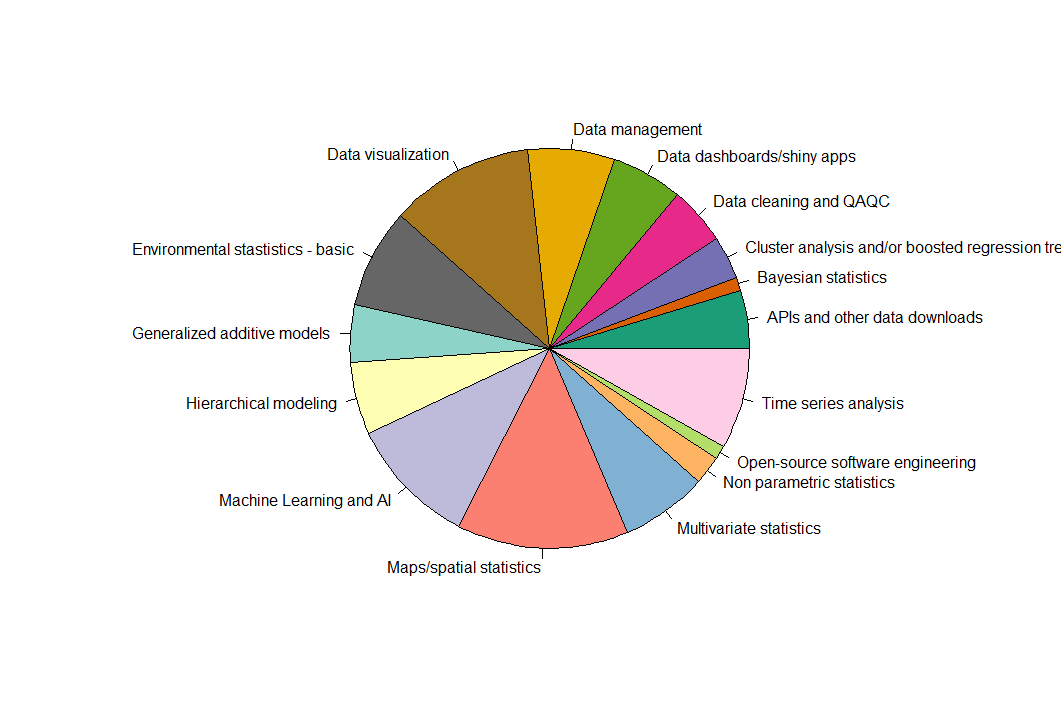 Data management
Data visualization
Data dashboards/shiny apps
Data cleaning and QAQC
Environmental stastistics - basic
Cluster analysis and/or boosted regression tre
Bayesian statistics
APIs and other data downloads
Generalized additive models
Hierarchical modeling
Time series analysis
Open-source software engineering
Non parametric statistics
Machine Learning and AI
Multivariate statistics
Maps/spatial statistics